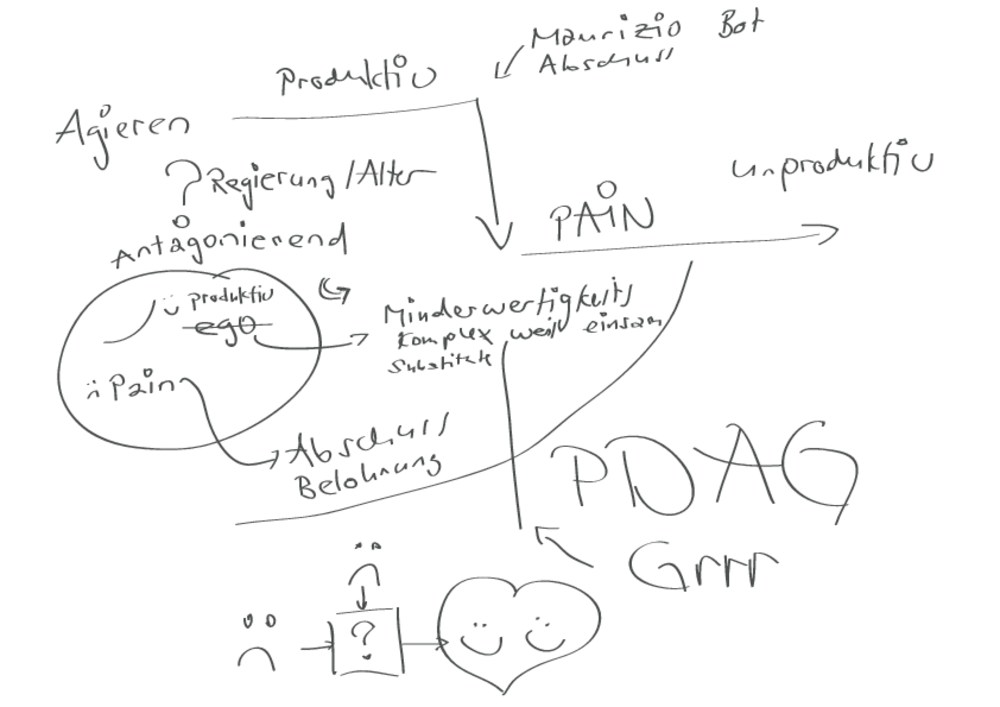 Maurizio Bot
Abschuss
Produktiv
Agieren
unproduktiv
? Regierung / Alter
PAiN
Antagonierend
produktiv
ego
Minderwertigkeits
Komplex weil einsam
Pain
Abschuss
Belohnung
PDAG
Grrr
?